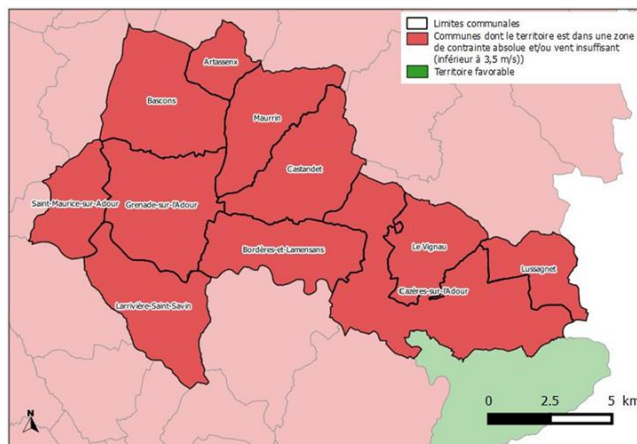 Limites communales
Communes dont le territoire est dans une zone
de contrainte absolue et/ou vent insuffisant
(inférieur à 3,5 m/s))
Territoire favorable
Artassenx
Bascons
Maurrin
Castandet
Saint-Maurice-sur-Adour
Grenade-sur-l'Adour
Bordères-et-Lamensans
Le Vignau
Lussagnet
Cazères-sur-l'Adour
Larrivière-Saint-Savin
N
0 2.5 5 km